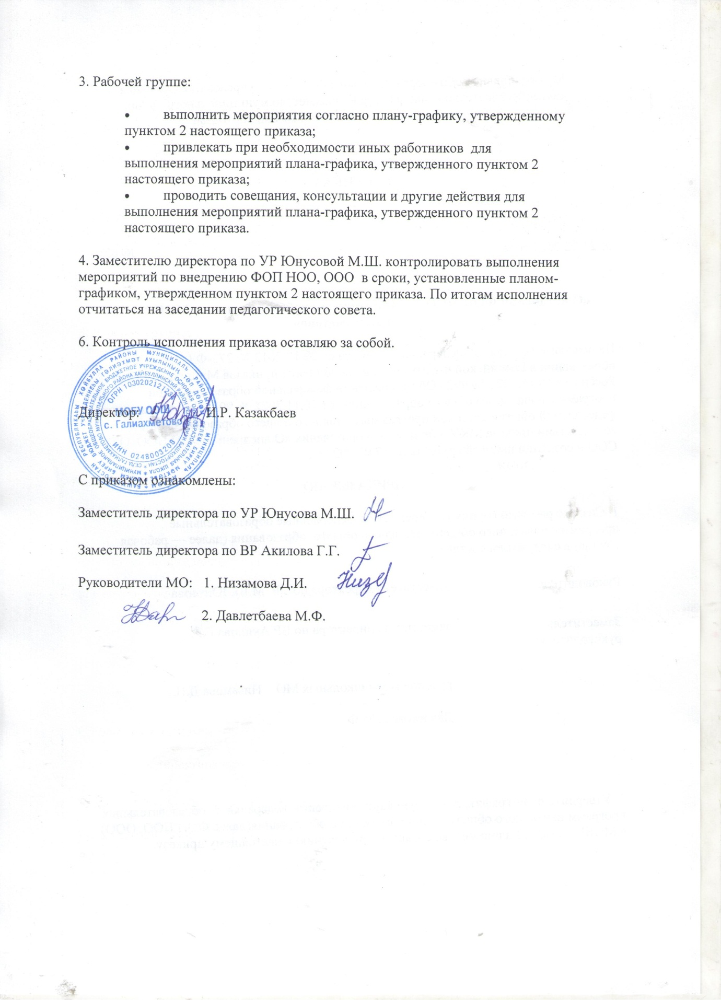 3. Рабочей группе:
• выполнить мероприятия согласно плану-графику, утвержденному
пунктом 2 настоящего приказа;
• привлекать при необходимости иных работников  для
выполнения мероприятий плана-графика, утвержденного пунктом 2
настоящего приказа;
• проводить совещания, консультации и другие действия для
выполнения мероприятий плана-графика, утвержденного пунктом 2
настоящего приказа.
4. Заместителю директора по УР Юнусовой М.Ш. контролировать выполнения
мероприятий по внедрению ФОП НОО, ООО  в сроки, установленные планом-
графиком, утвержденном пунктом 2 настоящего приказа. По итогам исполнения
отчитаться на заседании педагогического совета.
6. Контроль исполнения приказа оставляю за собой.
ОГРН 1030202121239
МОБУ ООШ
с. Галиахметово
ИНН 0248003208
Директор: И.Р. Казакбаев
С приказом ознакомлены:
Заместитель директора по УР Юнусова М.Ш.
Заместитель директора по ВР Акилова Г.Г.
Руководители МО: 1. Низамова Д.И.
2. Давлетбаева М.Ф.